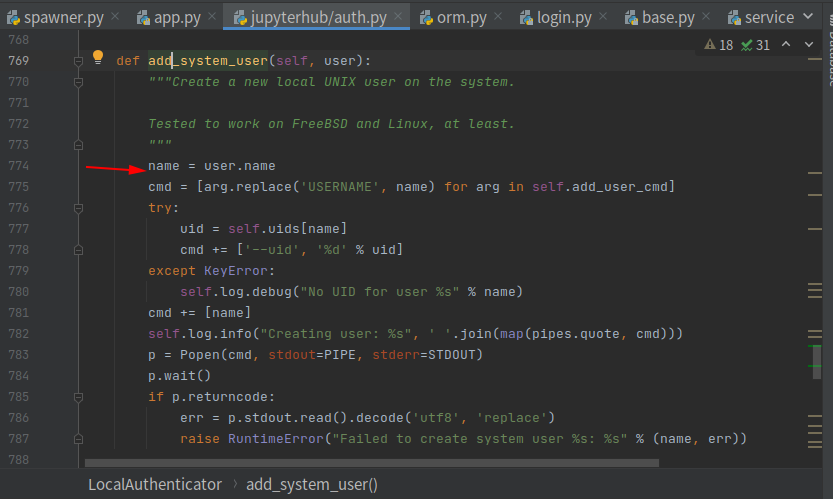 spawner.py app.py jupyterhub/auth.py orm.py login.py base.py service
768
769 def add_system_user(self, user): 18 31
770 """Create a new local UNIX user on the system.
771
772 Tested to work on FreeBSD and Linux, at least.
773 """
774 name = user.name
775 cmd = [arg.replace('USERNAME', name) for arg in self.add_user_cmd]
776 try:
777 uid = self.uids[name]
778 cmd += ['--uid', '%d' % uid]
779 except KeyError:
780 self.log.debug("No UID for user %s" % name)
781 cmd += [name]
782 self.log.info("Creating user: %s", ' '.join(map(pipes.quote, cmd)))
783 p = Popen(cmd, stdout=PIPE, stderr=STDOUT)
784 p.wait()
785 if p.returncode:
786 err = p.stdout.read().decode('utf8', 'replace')
787 raise RuntimeError("Failed to create system user %s: %s" % (name, err))
788
LocalAuthenticator › add_system_user()